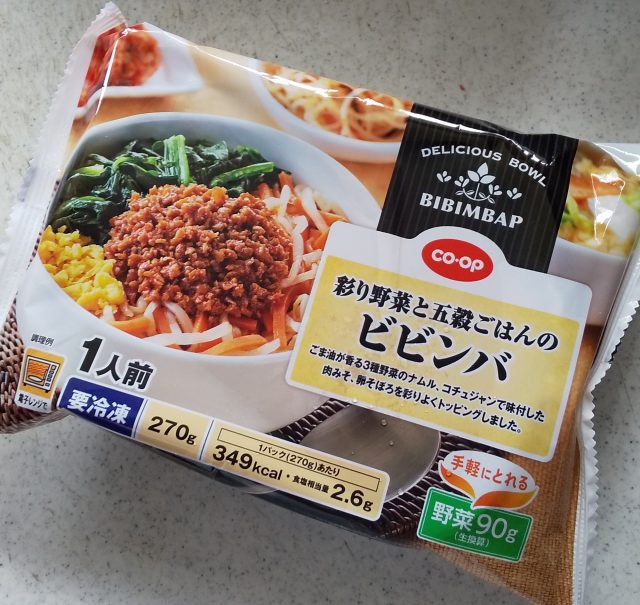 DELICIOUS BOWL
BIBIMBAP
CO·OP
彩り野菜と五穀ごはんの
ビビンバ
ごま油が香る3種野菜のナムル、コチュジャンで味付した
肉みそ、卵そぼろを彩りよくトッピングしました。
調理例
電子レンジで
1人前
要冷凍
270g
1パック(270g)あたり
349kcal・食塩相当量 2.6g
手軽にとれる
野菜90g
(生換算)